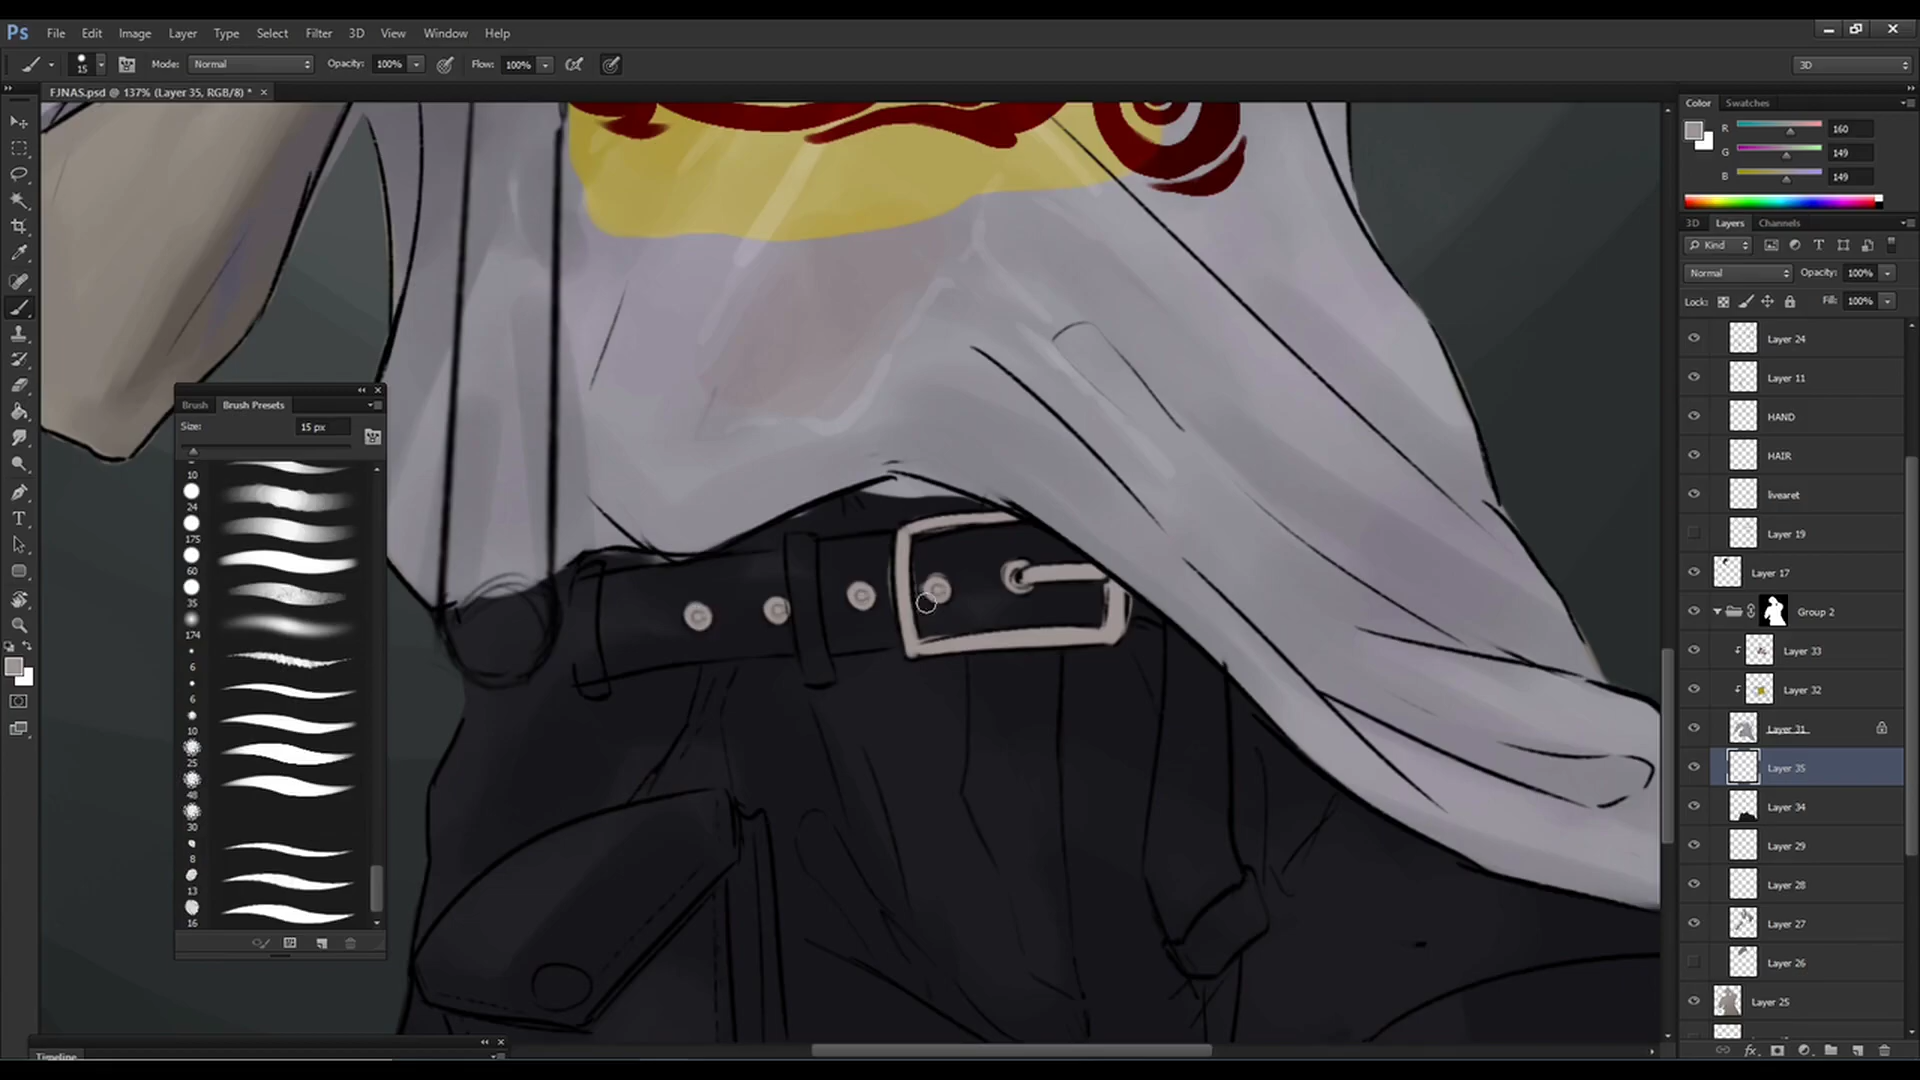 Ps File Edit Image Layer Type Select Filter 3D View Window Help
15 Mode: Normal Opacity: 100% Flow: 100% 3D
FJNAS.psd @ 137% (Layer 35, RGB/8) * ×
Color Swatches
R 160
G 149
B 149
3D Layers Channels
Kind
Normal Opacity: 100%
Lock: Fill: 100%
Layer 24
Layer 11
HAND
HAIR
livearet
Layer 19
Layer 17
Group 2
Layer 33
Layer 32
Layer 31
Layer 35
Layer 34
Layer 29
Layer 28
Layer 27
Layer 26
Layer 25
Brush Brush Presets
Size: 15 px
10
24
175
60
35
174
6
6
10
25
48
30
8
13
16
Timeline